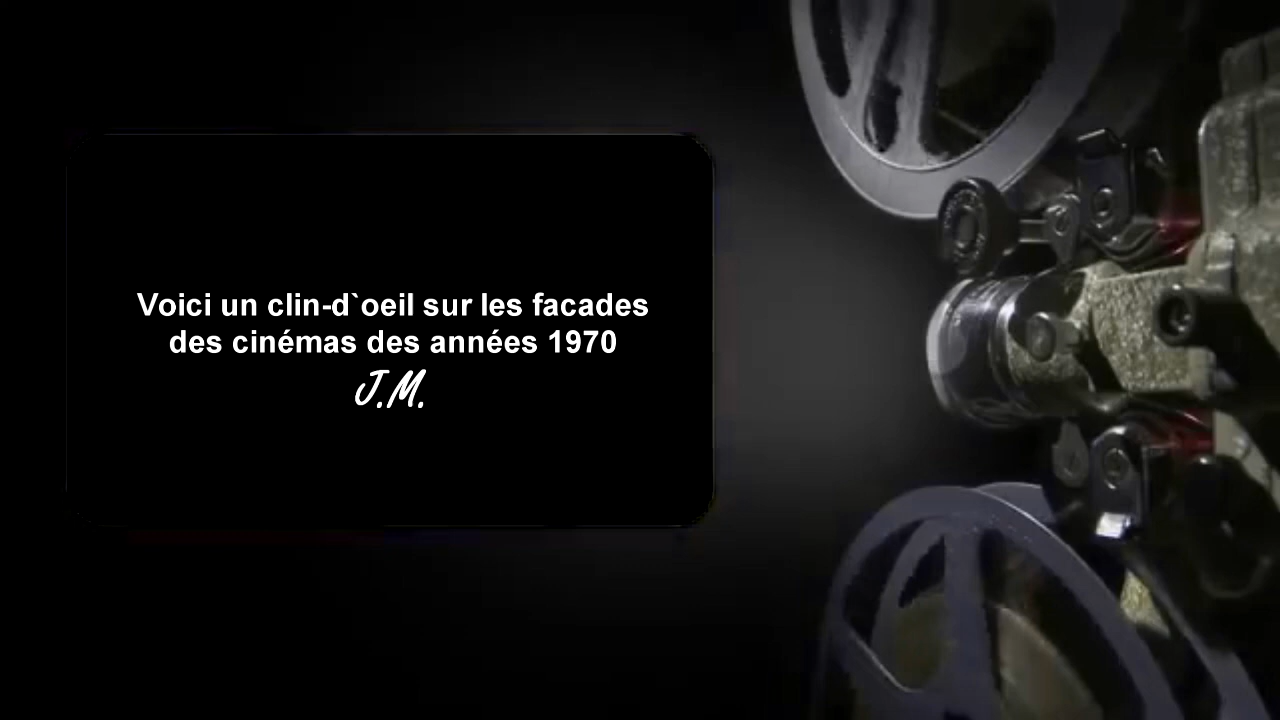 Voici un clin-d`oeil sur les facades
des cinémas des années 1970
J.M.